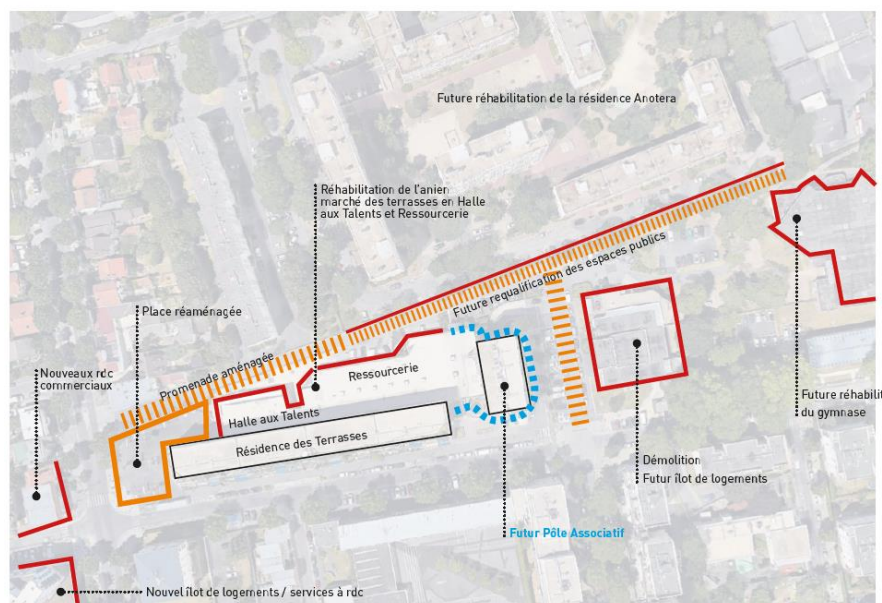 Future réhabilitation de la résidence Anotera
Réhabilitation de l'anien
marché des terrasses en Halle
aux Talents et Ressourcerie
Future requalification des espaces publics
Place réaménagée
Promenade aménagée
Nouveaux rdc
commerciaux
Ressourcerie
Halle aux Talents
Résidence des Terrasses
Future réhabilit
du gymnase
Démolition
Futur îlot de logements
Futur Pôle Associatif
Nouvel îlot de logements / services à rdc